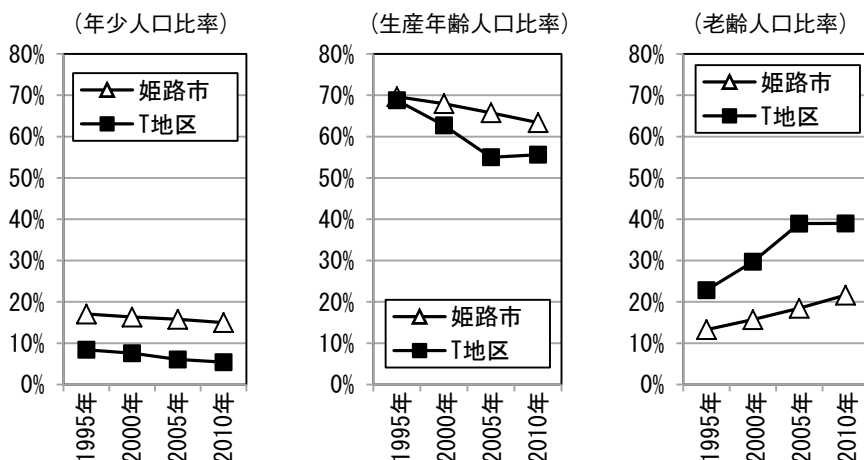 （年少人口比率）
80%
70%
60%
50%
40%
30%
20%
10%
0%
姫路市
T地区
1995年
2000年
2005年
2010年
（生産年齢人口比率）
80%
70%
60%
50%
40%
30%
20%
10%
0%
姫路市
T地区
1995年
2000年
2005年
2010年
（老齢人口比率）
80%
70%
60%
50%
40%
30%
20%
10%
0%
姫路市
T地区
1995年
2000年
2005年
2010年